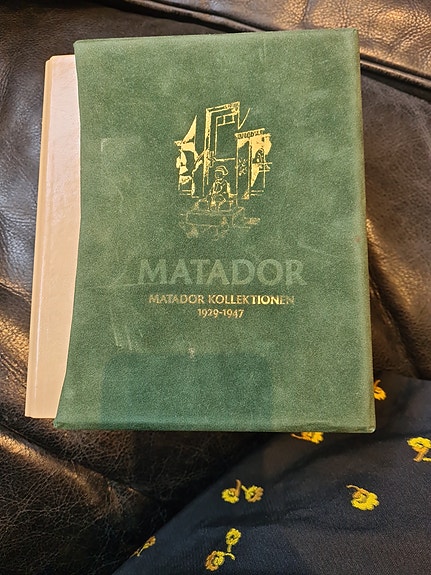 MATADOR
MATADOR KOLLEKTIONEN
1929-1947